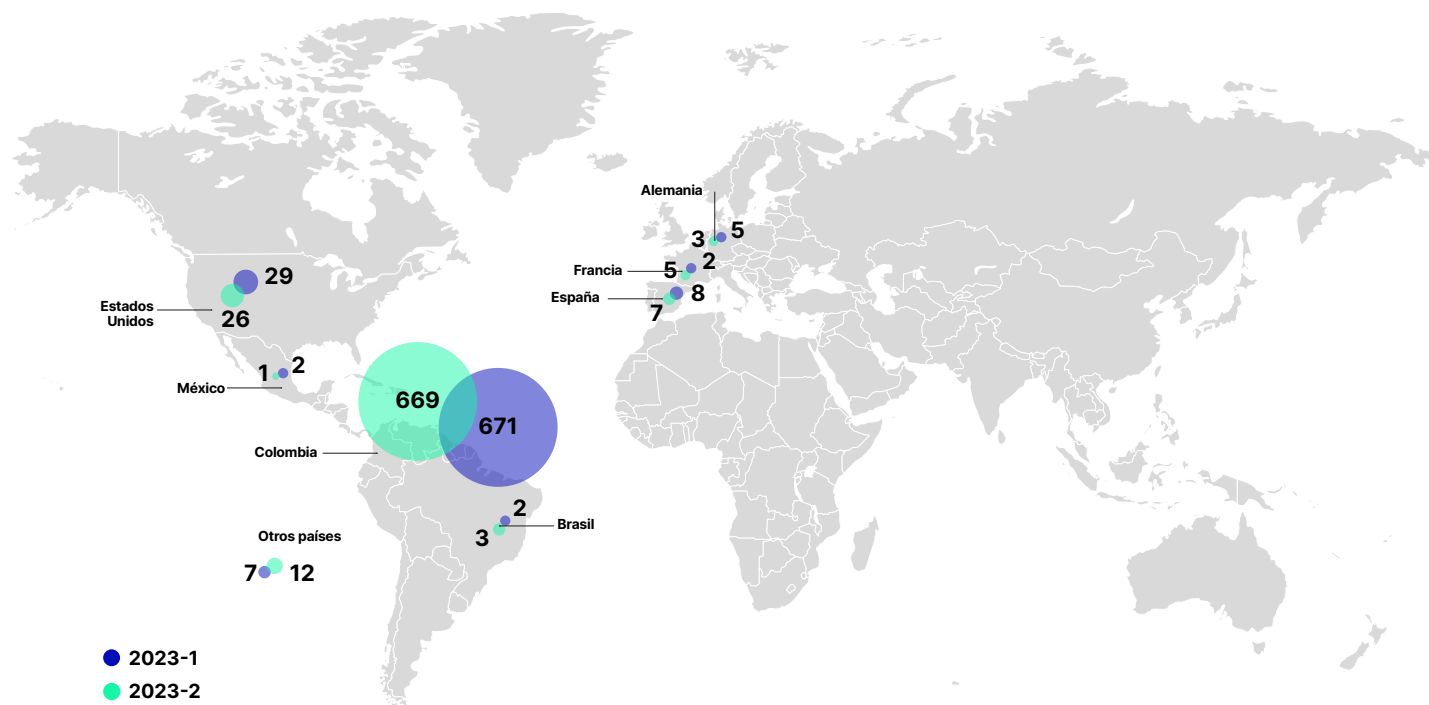 Alemania
3
5
Francia
5
2
España
7
8
29
Estados
Unidos
26
1
2
México
669
671
Colombia
2
Brasil
3
Otros países
7
12
2023-1
2023-2